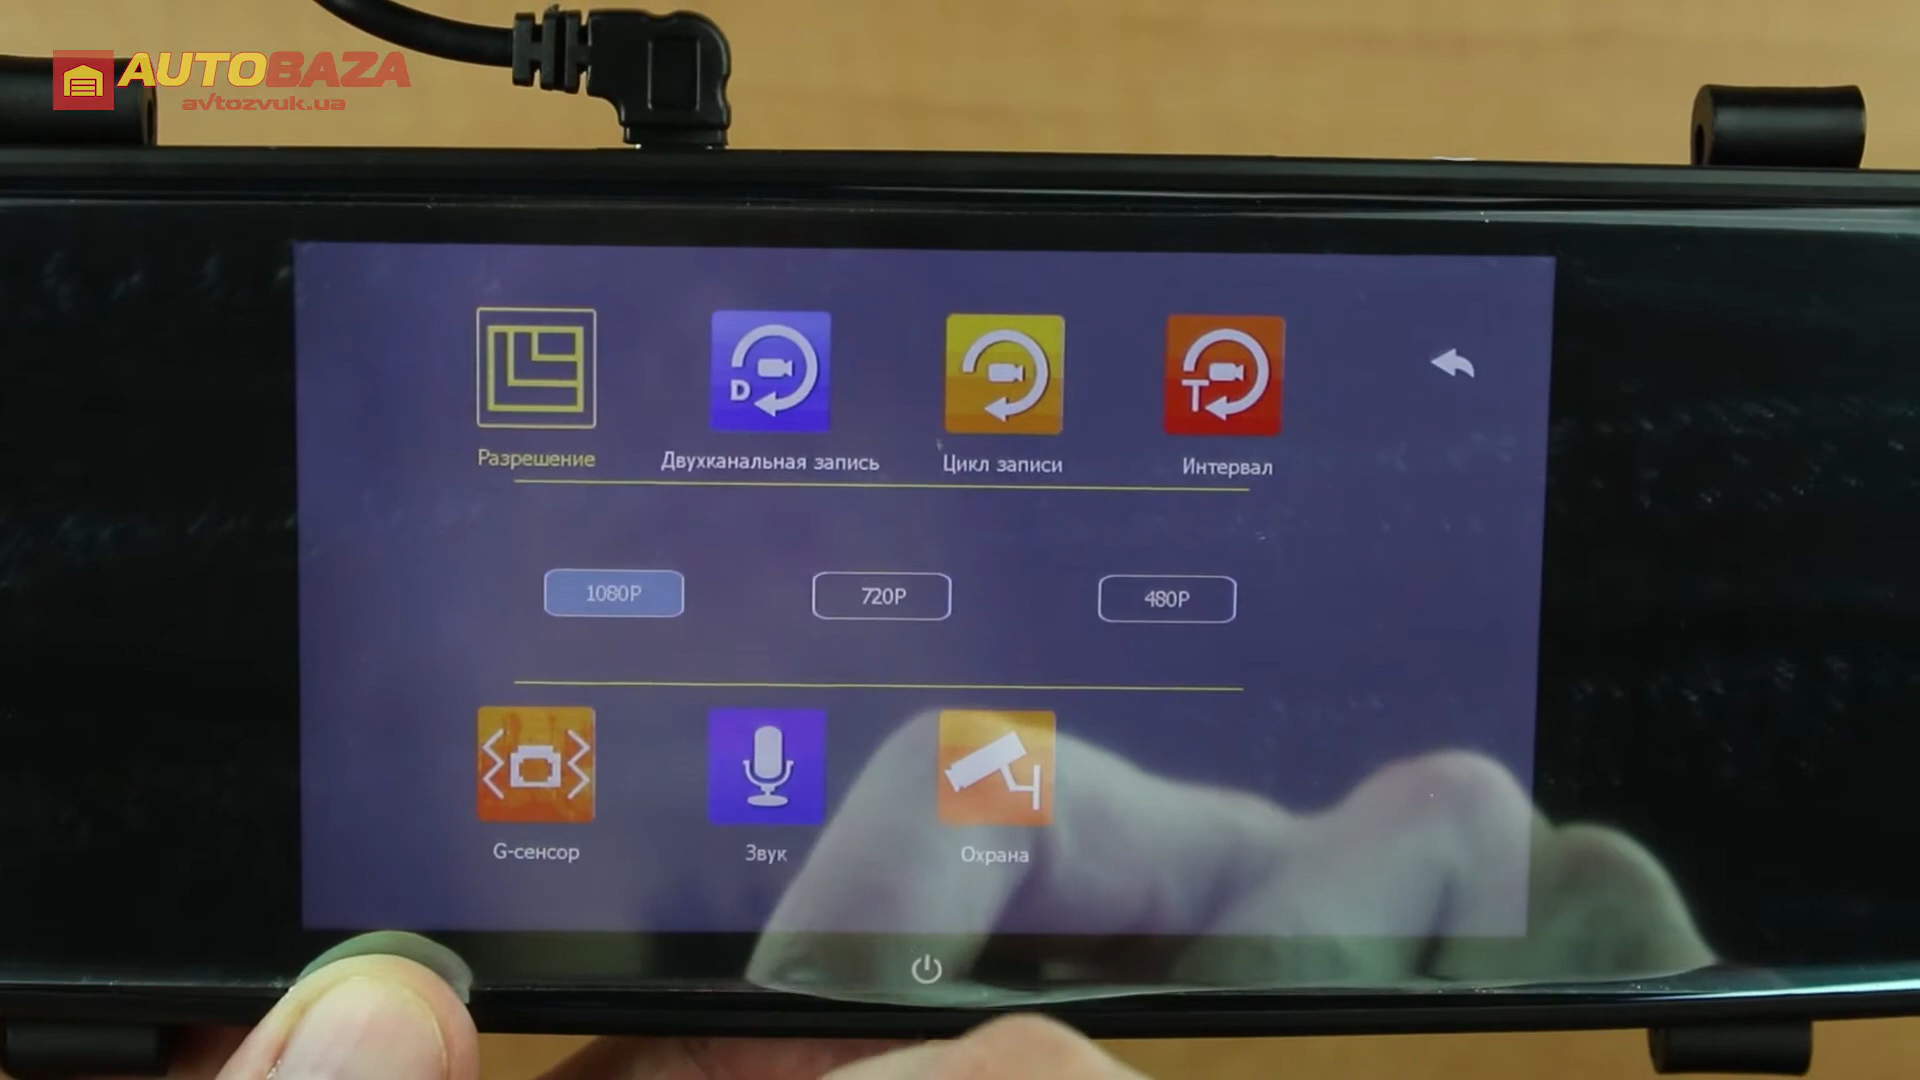 AUTOBAZA
avtozvuk.ua
Разрешение
Двухканальная запись
Цикл записи
Интервал
1080P
720P
480P
G-сенсор
Звук
Охрана